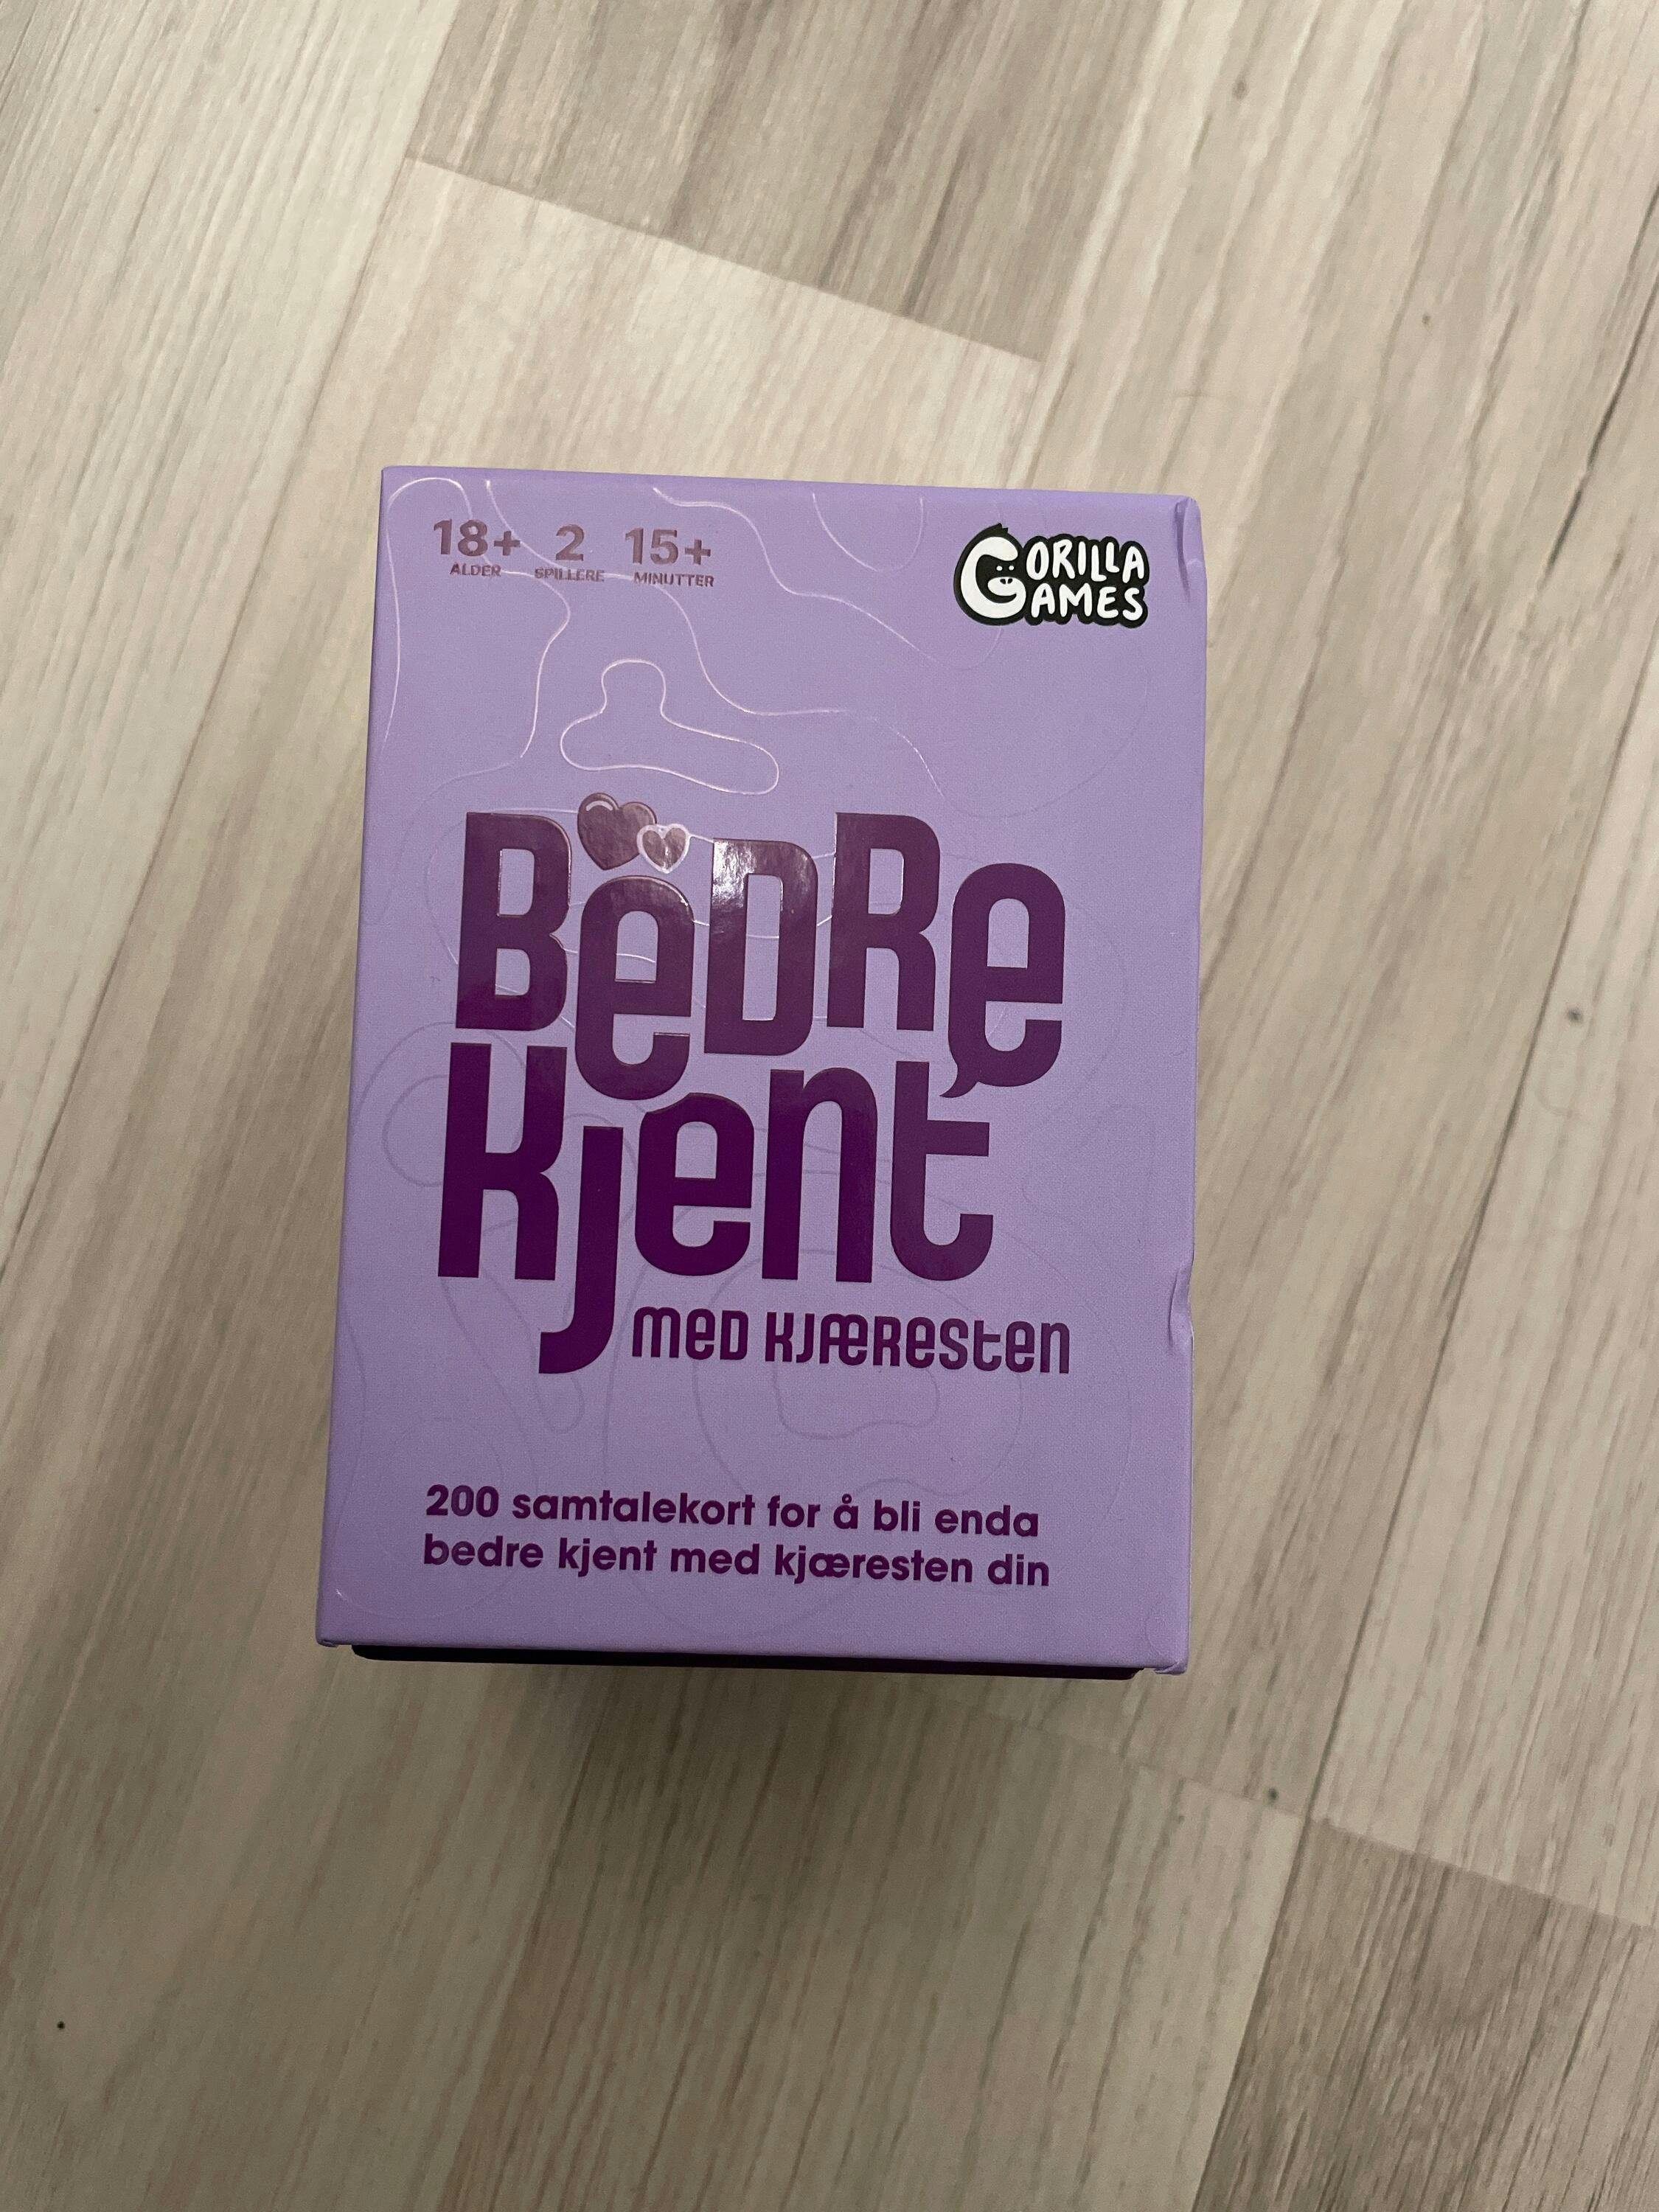 18+ 2 15+
ALDER SPILLERE MINUTTER
GORILLA
GAMES
BEDRE
Kjent
MED KJÆRESTEN
200 samtalekort for å bli enda
bedre kjent med kjæresten din